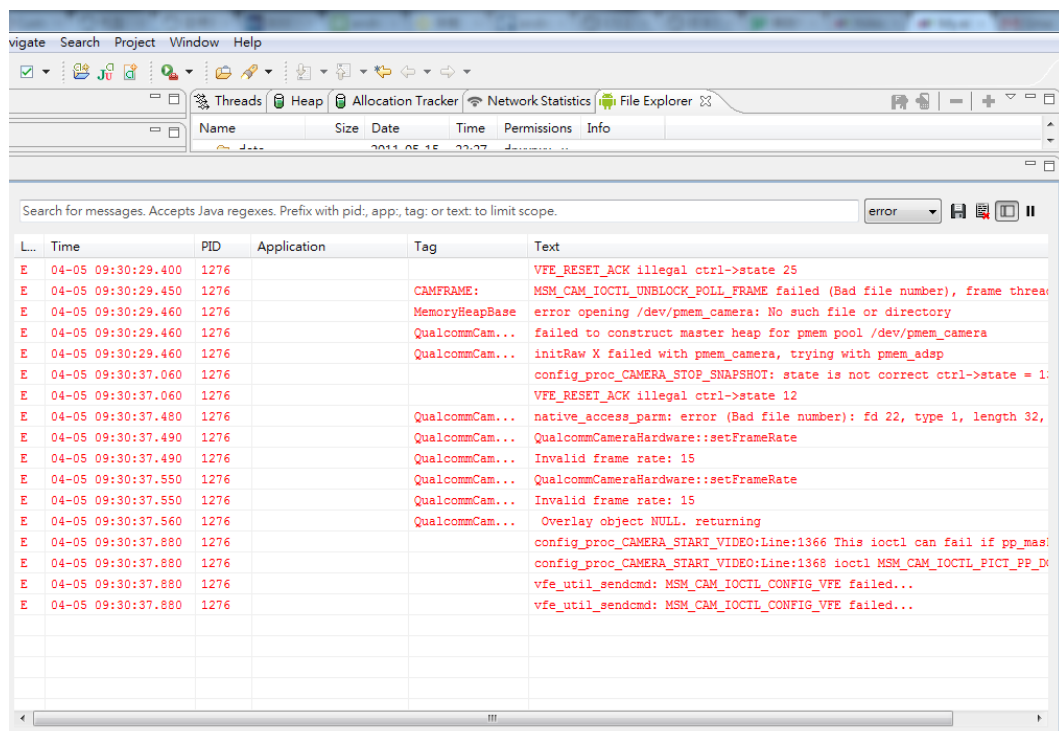 vigate Search Project Window Help
Threads Heap Allocation Tracker Network Statistics File Explorer
Name Size Date Time Permissions Info
data 2011-05-15 23:27
Search for messages. Accepts Java regexes. Prefix with pid:, app:, tag: or text: to limit scope. error
L... Time PID Application Tag Text
E 04-05 09:30:29.400 1276 VFE_RESET_ACK illegal ctrl->state 25
E 04-05 09:30:29.450 1276 CAMFRAME: MSM_CAM_IOCTL_UNBLOCK_POLL_FRAME failed (Bad file number), frame threa
E 04-05 09:30:29.460 1276 MemoryHeapBase error opening /dev/pmem_camera: No such file or directory
E 04-05 09:30:29.460 1276 QualcommCam... failed to construct master heap for pmem pool /dev/pmem_camera
E 04-05 09:30:29.460 1276 QualcommCam... initRaw X failed with pmem_camera, trying with pmem_adsp
E 04-05 09:30:37.060 1276 config_proc_CAMERA_STOP_SNAPSHOT: state is not correct ctrl->state = 1
E 04-05 09:30:37.060 1276 VFE_RESET_ACK illegal ctrl->state 12
E 04-05 09:30:37.480 1276 QualcommCam... native_access_parm: error (Bad file number): fd 22, type 1, length 32,
E 04-05 09:30:37.490 1276 QualcommCam... QualcommCameraHardware::setFrameRate
E 04-05 09:30:37.490 1276 QualcommCam... Invalid frame rate: 15
E 04-05 09:30:37.550 1276 QualcommCam... QualcommCameraHardware::setFrameRate
E 04-05 09:30:37.550 1276 QualcommCam... Invalid frame rate: 15
E 04-05 09:30:37.560 1276 QualcommCam... Overlay object NULL. returning
E 04-05 09:30:37.880 1276 config_proc_CAMERA_START_VIDEO:Line:1366 This ioctl can fail if pp_mas
E 04-05 09:30:37.880 1276 config_proc_CAMERA_START_VIDEO:Line:1368 ioctl MSM_CAM_IOCTL_PICT_PP_D
E 04-05 09:30:37.880 1276 vfe_util_sendcmd: MSM_CAM_IOCTL_CONFIG_VFE failed...
E 04-05 09:30:37.880 1276 vfe_util_sendcmd: MSM_CAM_IOCTL_CONFIG_VFE failed...